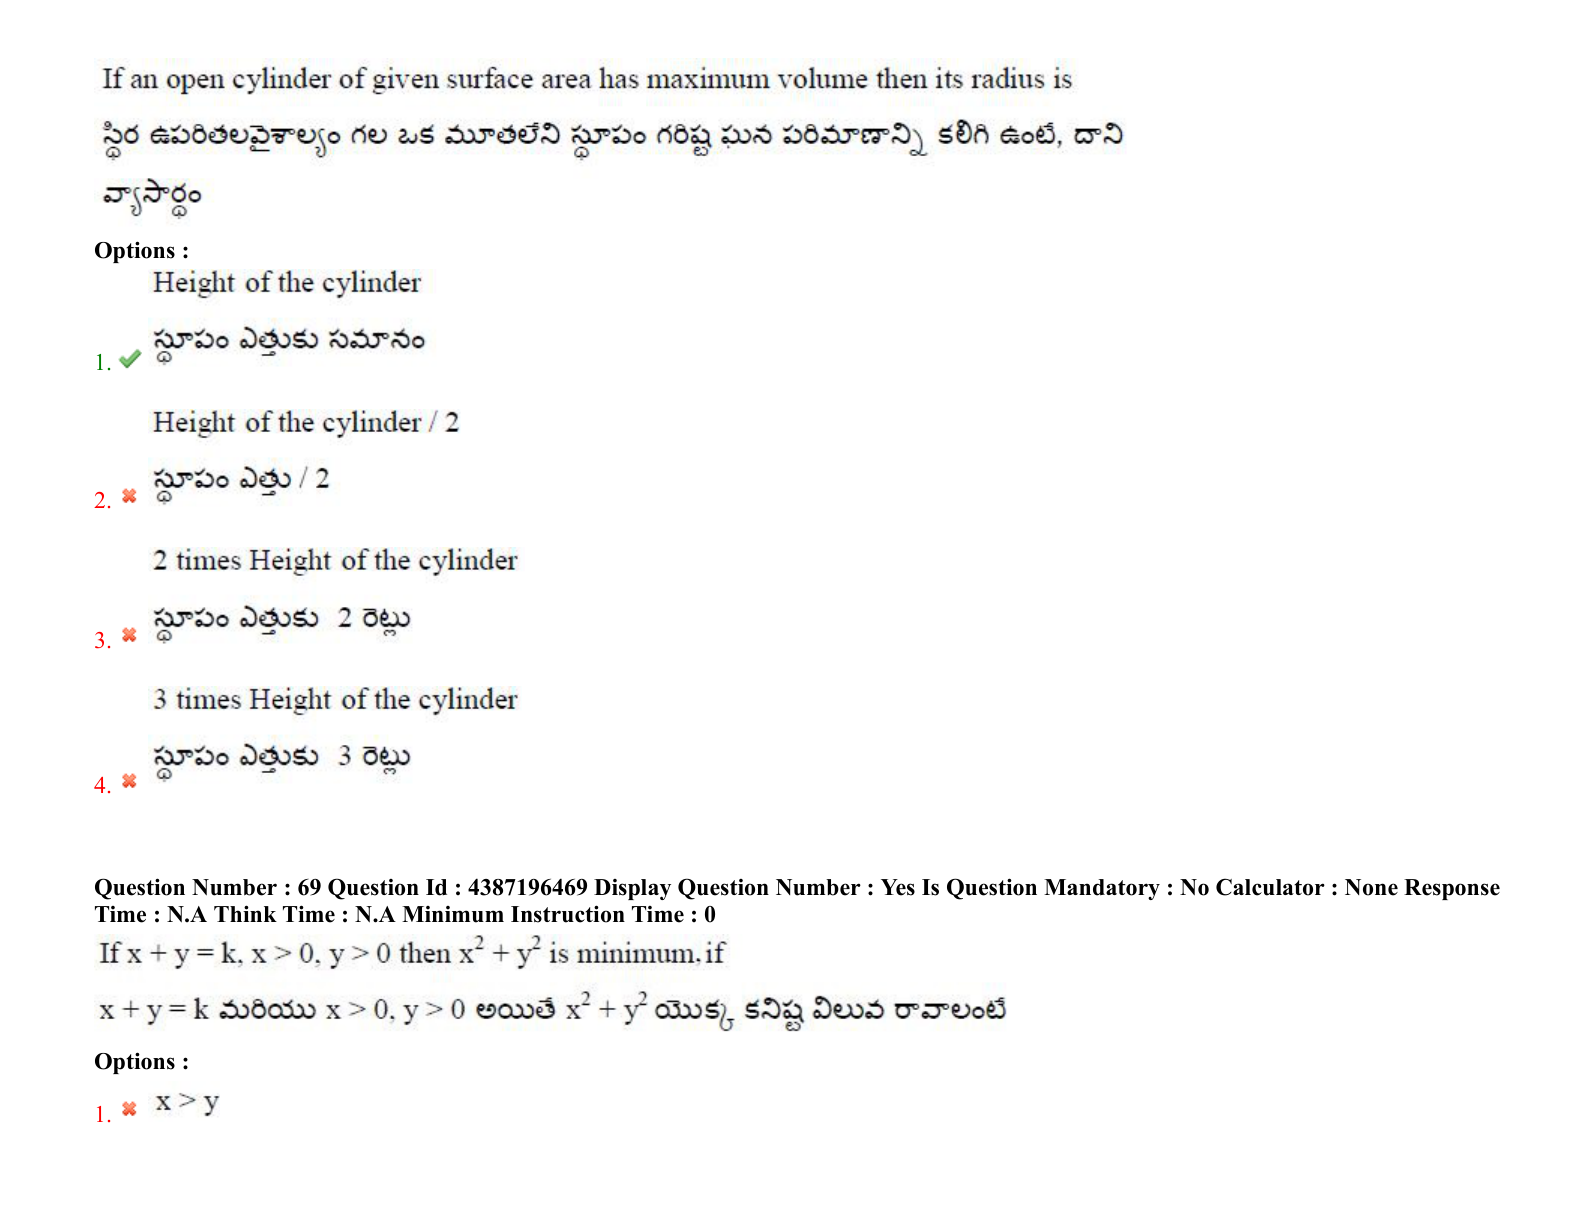 If an open cylinder of given surface area has maximum volume then its radius is
స్థిర ఉపరితలవైశాల్యం గల ఒక మూతలేని స్థూపం గరిష్ట ఘన పరిమాణాన్ని కలిగి ఉంటే, దాని
వ్యాసార్థం
Options :
Height of the cylinder
స్థూపం ఎత్తుకు సమానం
1.
Height of the cylinder / 2
స్థూపం ఎత్తు / 2
2.
2 times Height of the cylinder
స్థూపం ఎత్తుకు 2 రెట్లు
3.
3 times Height of the cylinder
స్థూపం ఎత్తుకు 3 రెట్లు
4.
Question Number : 69 Question Id : 4387196469 Display Question Number : Yes Is Question Mandatory : No Calculator : None Response
Time : N.A Think Time : N.A Minimum Instruction Time : 0
If x + y = k, x > 0, y > 0 then x² + y² is minimum, if
x + y = k మరియు x > 0, y > 0 అయితే x² + y² యొక్క కనిష్ట విలువ రావాలంటే
Options :
1. x > y